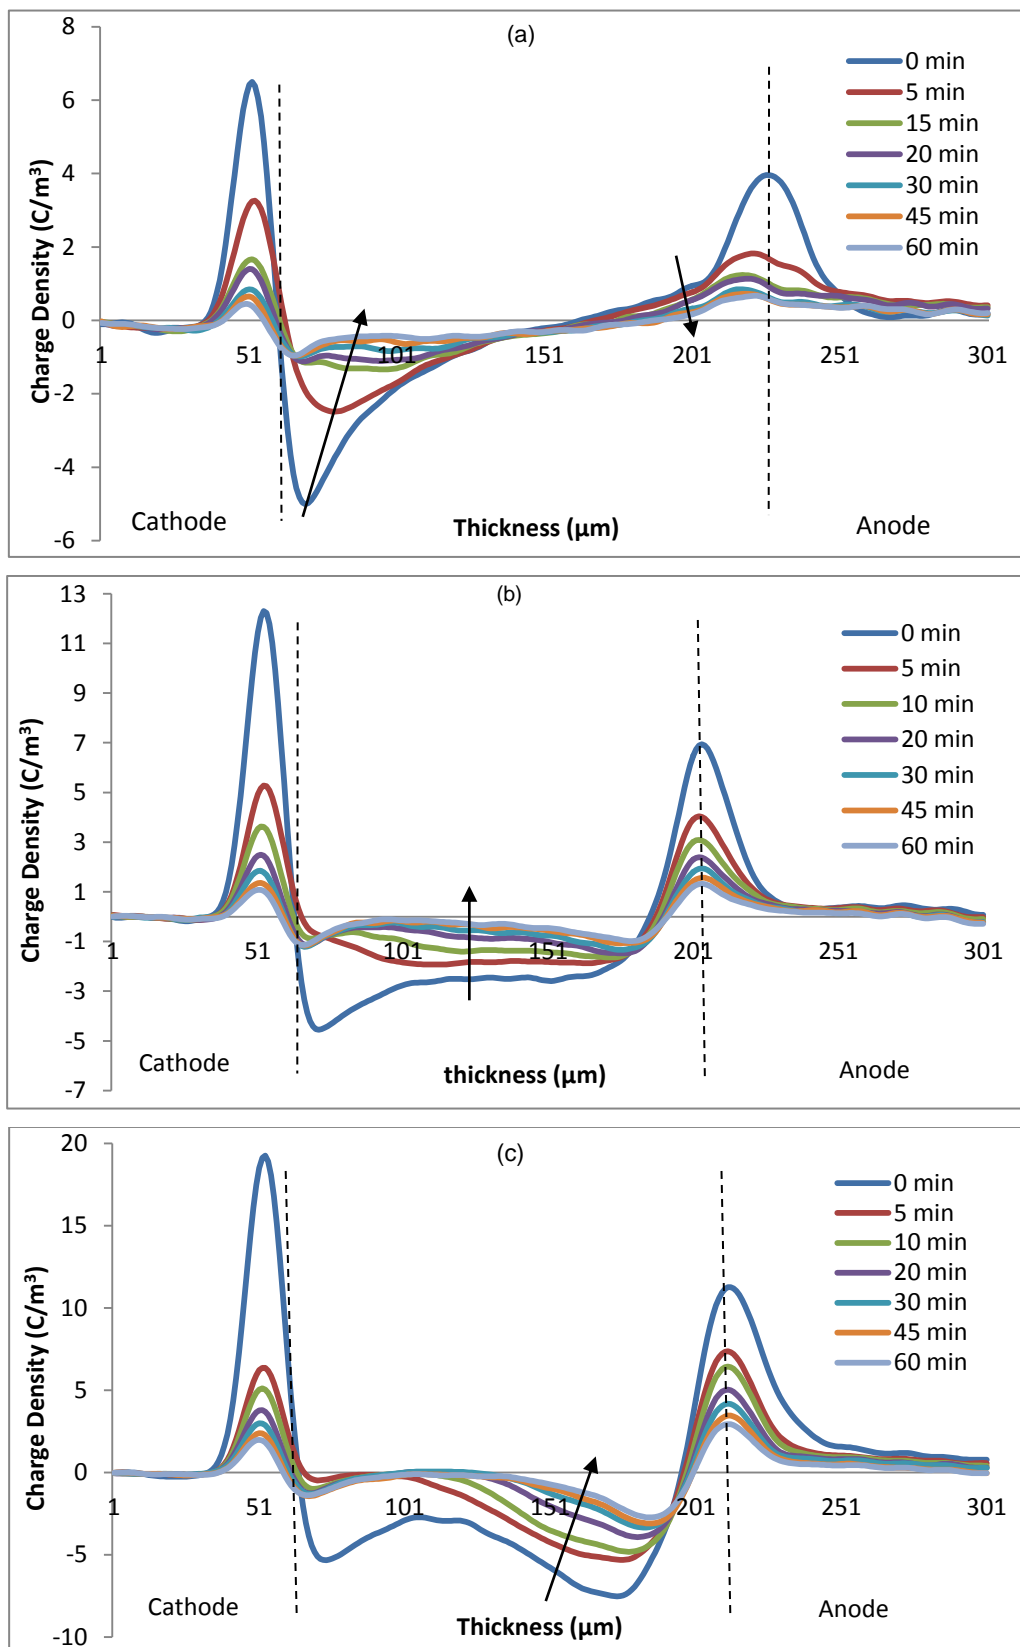 (a)
8
6
4
2
0
-2
-4
-6
1
51
101
151
201
251
301
Charge Density (C/m³)
Thickness (µm)
Cathode
Anode
0 min
5 min
15 min
20 min
30 min
45 min
60 min
(b)
13
11
9
7
5
3
1
-1
-3
-5
-7
1
51
101
151
201
251
301
Charge Density (C/m³)
thickness (µm)
Cathode
Anode
0 min
5 min
10 min
20 min
30 min
45 min
60 min
(c)
20
15
10
5
0
-5
-10
1
51
101
151
201
251
301
Charge Density (C/m³)
Thickness (µm)
Cathode
Anode
0 min
5 min
10 min
20 min
30 min
45 min
60 min